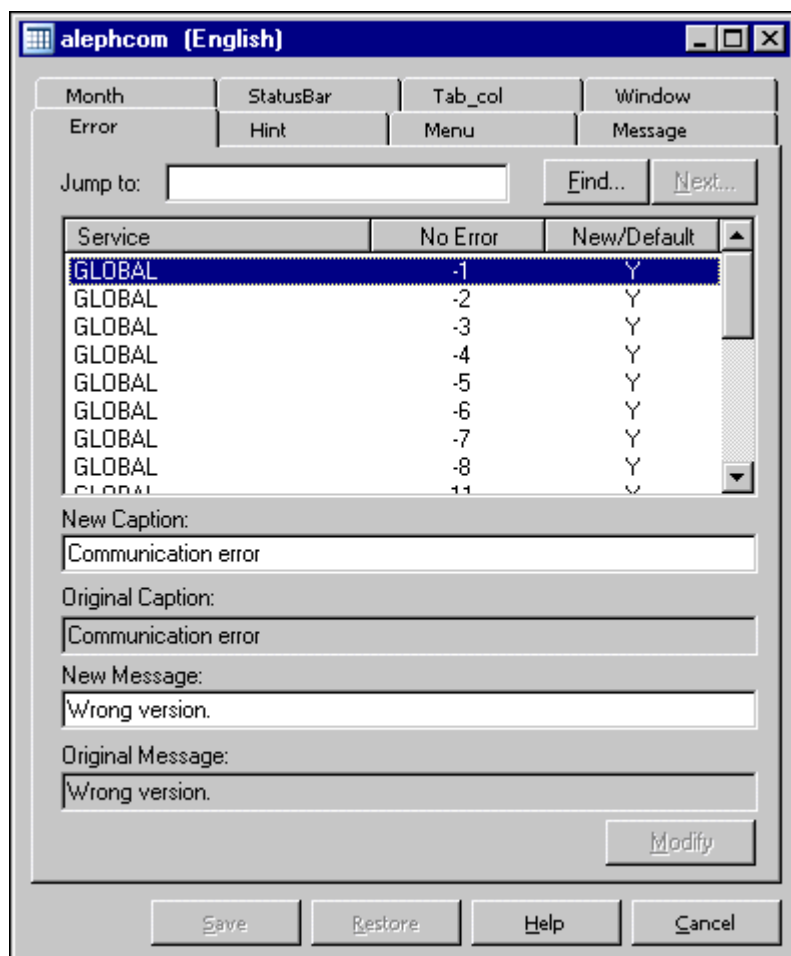 alephcom (English)
Month StatusBar Tab_col Window
Error Hint Menu Message
Jump to: Find... Next...
Service No Error New/Default
GLOBAL -1 Y
GLOBAL -2 Y
GLOBAL -3 Y
GLOBAL -4 Y
GLOBAL -5 Y
GLOBAL -6 Y
GLOBAL -7 Y
GLOBAL -8 Y
GLOBAL 11 Y
New Caption:
Communication error
Original Caption:
Communication error
New Message:
Wrong version.
Original Message:
Wrong version.
Modify
Save Restore Help Cancel